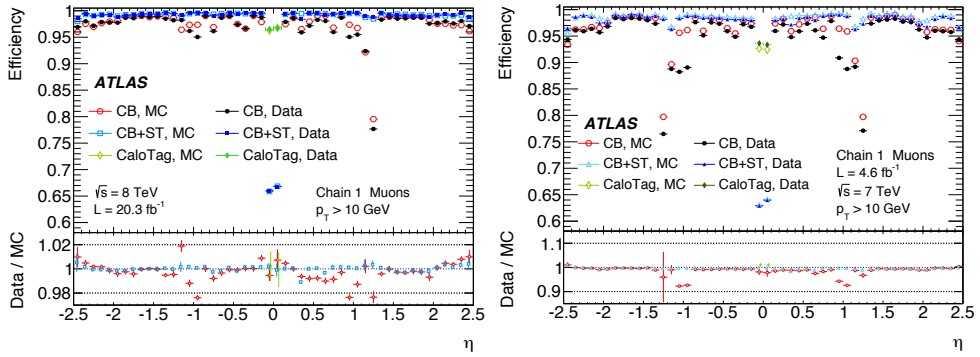 Efficiency
1
0.95
0.9
0.85
0.8
0.75
0.7
0.65
0.6
ATLAS
CB, MC
CB, Data
CB+ST, MC
CB+ST, Data
CaloTag, MC
CaloTag, Data
√s = 8 TeV
L = 20.3 fb⁻¹
Chain 1 Muons
p_T > 10 GeV
Data / MC
1.02
1
0.98
-2.5 -2 -1.5 -1 -0.5 0 0.5 1 1.5 2 2.5
η
Efficiency
1
0.95
0.9
0.85
0.8
0.75
0.7
0.65
0.6
ATLAS
CB, MC
CB, Data
CB+ST, MC
CB+ST, Data
CaloTag, MC
CaloTag, Data
Chain 1 Muons
L = 4.6 fb⁻¹
√s = 7 TeV
p_T > 10 GeV
Data / MC
1.1
1
0.9
-2.5 -2 -1.5 -1 -0.5 0 0.5 1 1.5 2 2.5
η